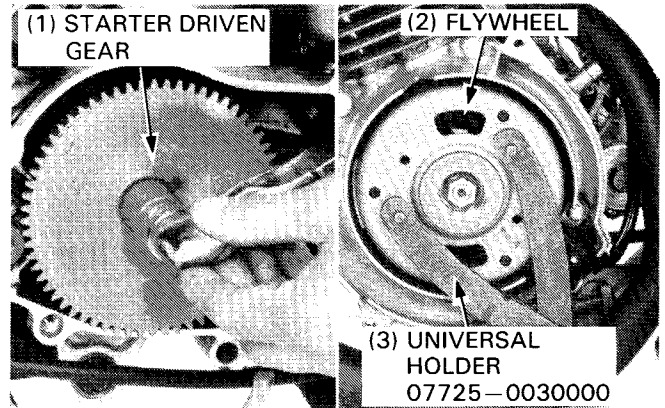 (1) STARTER DRIVEN
GEAR
(2) FLYWHEEL
(3) UNIVERSAL
HOLDER
07725—0030000